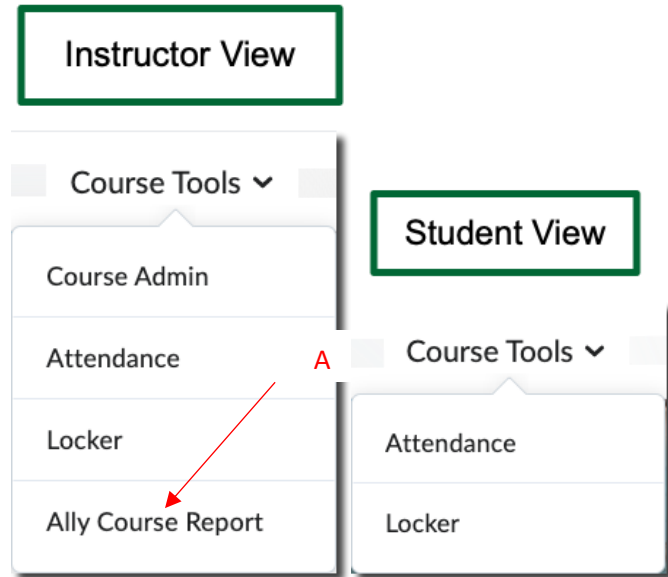 Instructor View
Course Tools
Course Admin
Attendance
Locker
Ally Course Report
A
Student View
Course Tools
Attendance
Locker